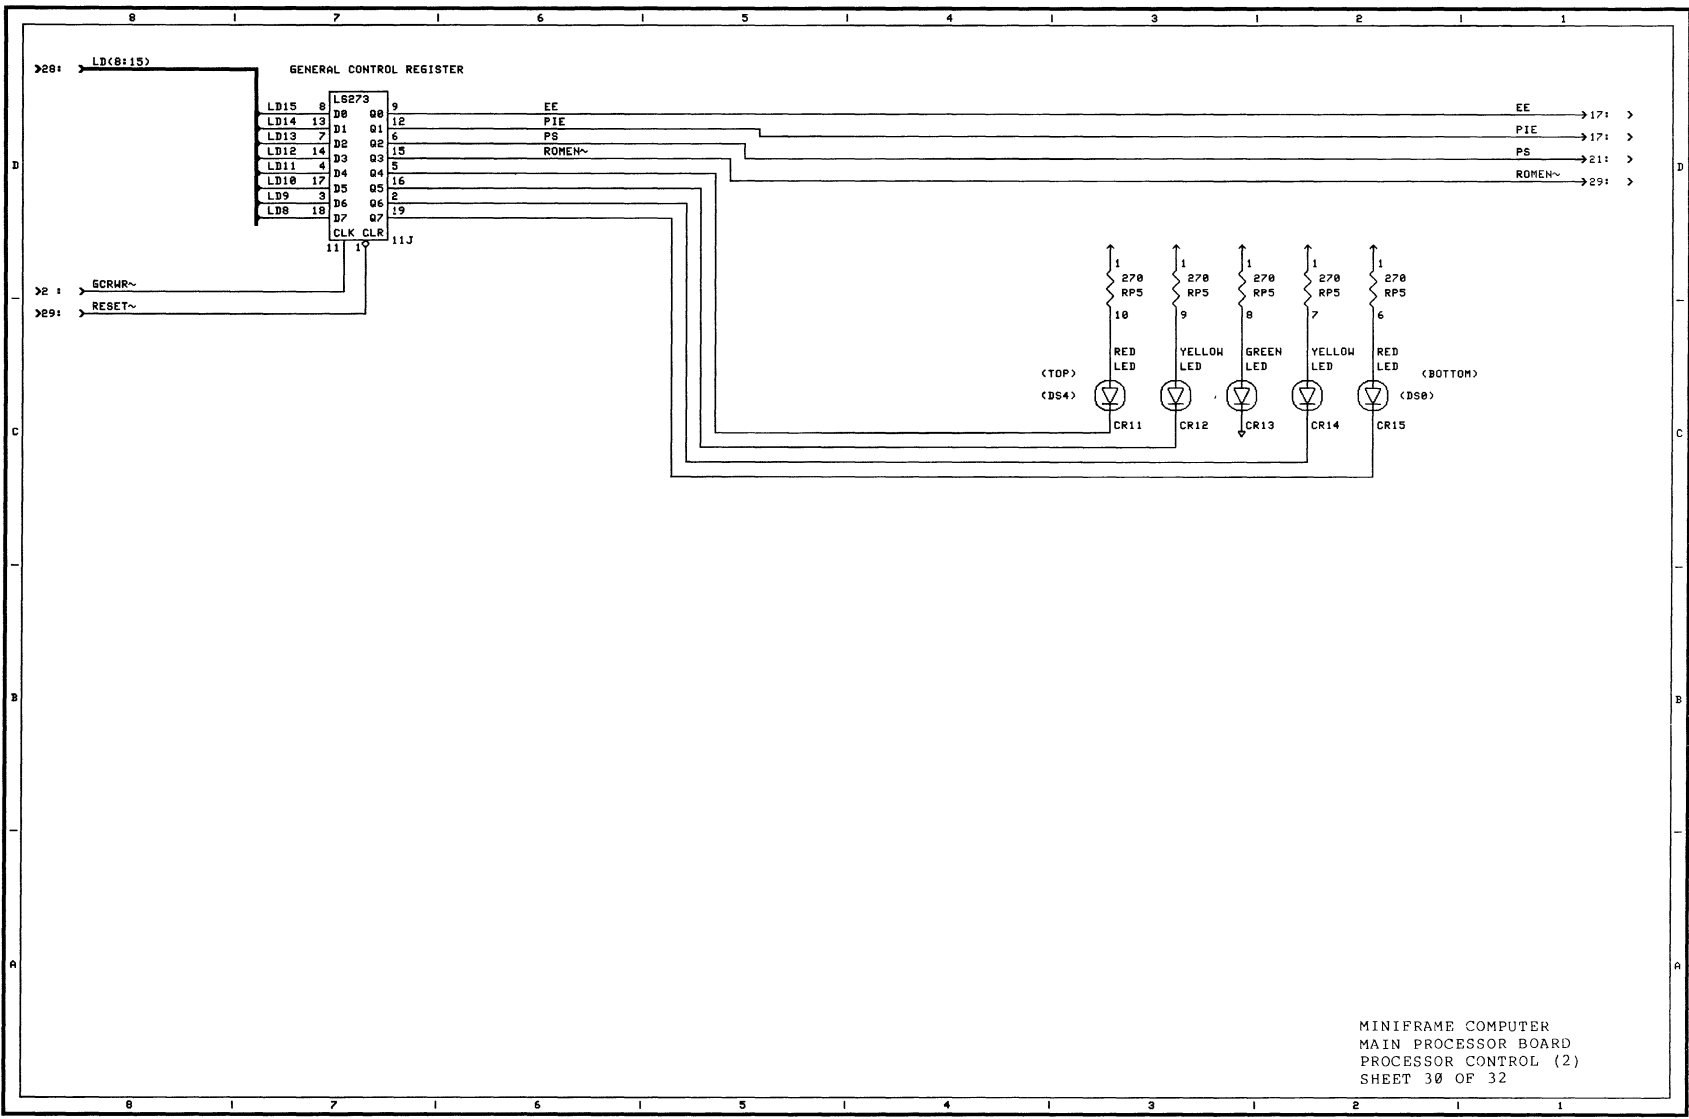 8 7 6 5 4 3 2 1
>28: > LD(8:15)
GENERAL CONTROL REGISTER
LS273
LD15 8 D0 Q0 9 EE EE >17: >
LD14 13 D1 Q1 12 PIE PIE >17: >
LD13 7 D2 Q2 6 PS PS >21: >
LD12 14 D3 Q3 15 ROMEN~ ROMEN~ >29: >
LD11 4 D4 Q4 5
LD10 17 D5 Q5 16
LD9 3 D6 Q6 2
LD8 18 D7 Q7 19
CLK CLR
11 1 11J
D D
>2 : > GCRWR~
>29: > RESET~
1 1 1 1 1
270 270 270 270 270
RP5 RP5 RP5 RP5 RP5
10 9 8 7 6
RED YELLOW GREEN YELLOW RED
LED LED LED LED LED
(TOP) (BOTTOM)
(DS4) (DS0)
CR11 CR12 CR13 CR14 CR15
C C
B B
A A
MINIFRAME COMPUTER
MAIN PROCESSOR BOARD
PROCESSOR CONTROL (2)
SHEET 30 OF 32
8 7 6 5 4 3 2 1